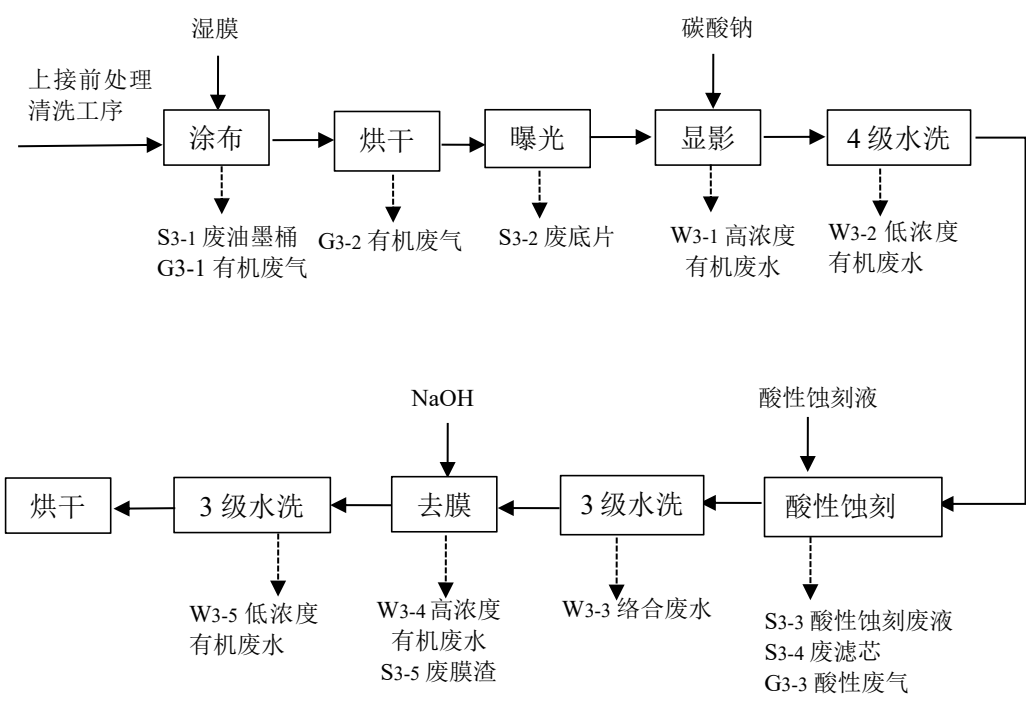 湿膜
碳酸钠
上接前处理
清洗工序
涂布
烘干
曝光
显影
4级水洗
S3-1 废油墨桶
G3-1 有机废气
G3-2 有机废气
S3-2 废底片
W3-1 高浓度
有机废水
W3-2 低浓度
有机废水
NaOH
酸性蚀刻液
烘干
3 级水洗
去膜
3 级水洗
酸性蚀刻
W3-5 低浓度
有机废水
W3-4 高浓度
有机废水
S3-5 废膜渣
W3-3 络合废水
S3-3 酸性蚀刻废液
S3-4 废滤芯
G3-3 酸性废气